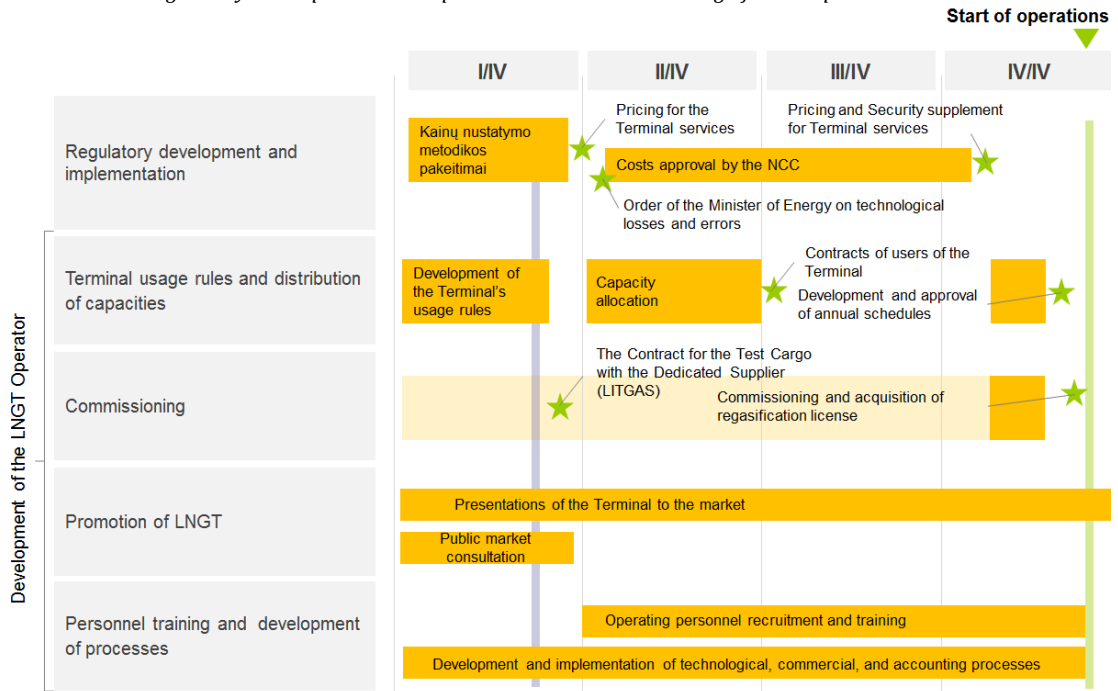 Start of operations
I/IV
II/IV
III/IV
IV/IV
Development of the LNGT Operator
Regulatory development and
implementation
Kainų nustatymo
metodikos
pakeitimai
Pricing for the
Terminal services
Pricing and Security supplement
for Terminal services
Costs approval by the NCC
Order of the Minister of Energy on technological
losses and errors
Terminal usage rules and distribution
of capacities
Development of
the Terminal's
usage rules
Capacity
allocation
Contracts of users of the
Terminal
Development and approval
of annual schedules
Commissioning
The Contract for the Test Cargo
with the Dedicated Supplier
(LITGAS)
Commissioning and acquisition of
regasification license
Promotion of LNGT
Presentations of the Terminal to the market
Public market
consultation
Personnel training and development
of processes
Operating personnel recruitment and training
Development and implementation of technological, commercial, and accounting processes